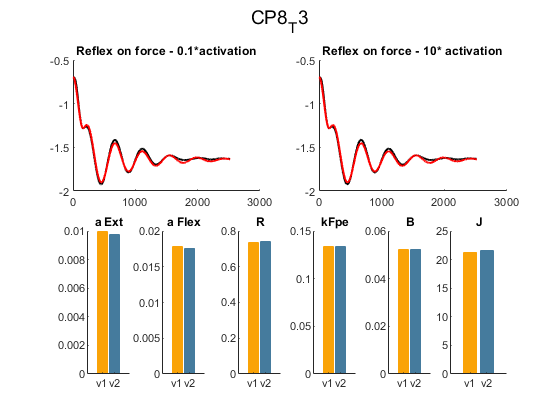 CP8_T3
Reflex on force - 0.1*activation
Reflex on force - 10* activation
-0.5
-1
-1.5
-2
0 1000 2000 3000
-0.5
-1
-1.5
-2
0 1000 2000 3000
a Ext
0.01
0.008
0.006
0.004
0.002
0
v1 v2
a Flex
0.02
0.015
0.01
0.005
0
v1 v2
R
0.8
0.6
0.4
0.2
0
v1 v2
kFpe
0.15
0.1
0.05
0
v1 v2
B
0.06
0.04
0.02
0
v1 v2
J
25
20
15
10
5
0
v1 v2